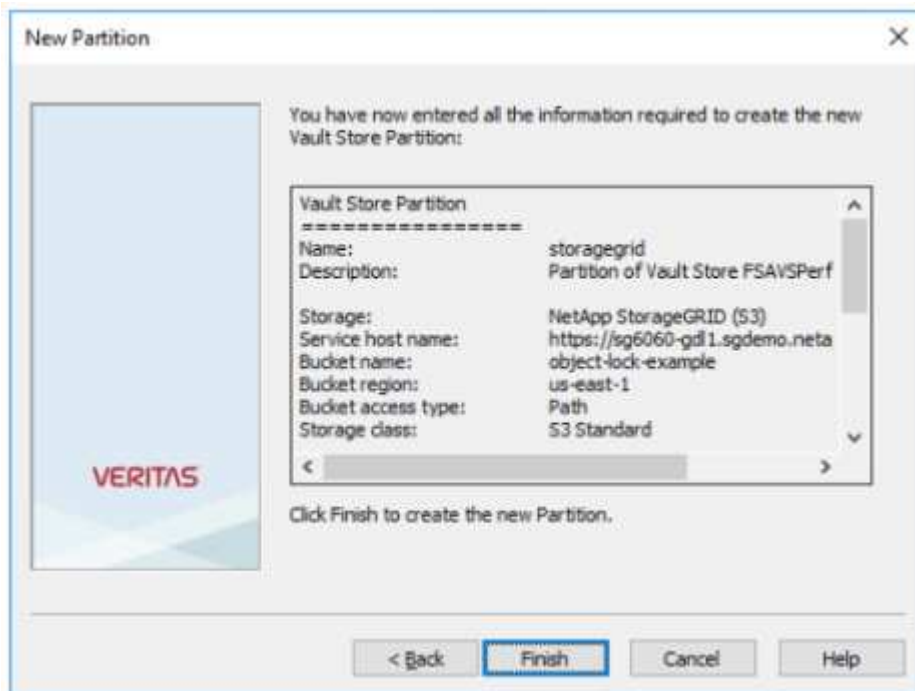 New Partition
You have now entered all the information required to create the new
Vault Store Partition:
Vault Store Partition
=================
Name: storagegrid
Description: Partition of Vault Store FSAVSPerf
Storage: NetApp StorageGRID (S3)
Service host name: https://sg6060-gdl1.sgdemo.neta
Bucket name: object-lock-example
Bucket region: us-east-1
Bucket access type: Path
Storage class: S3 Standard
VERITAS
Click Finish to create the new Partition.
< Back Finish Cancel Help